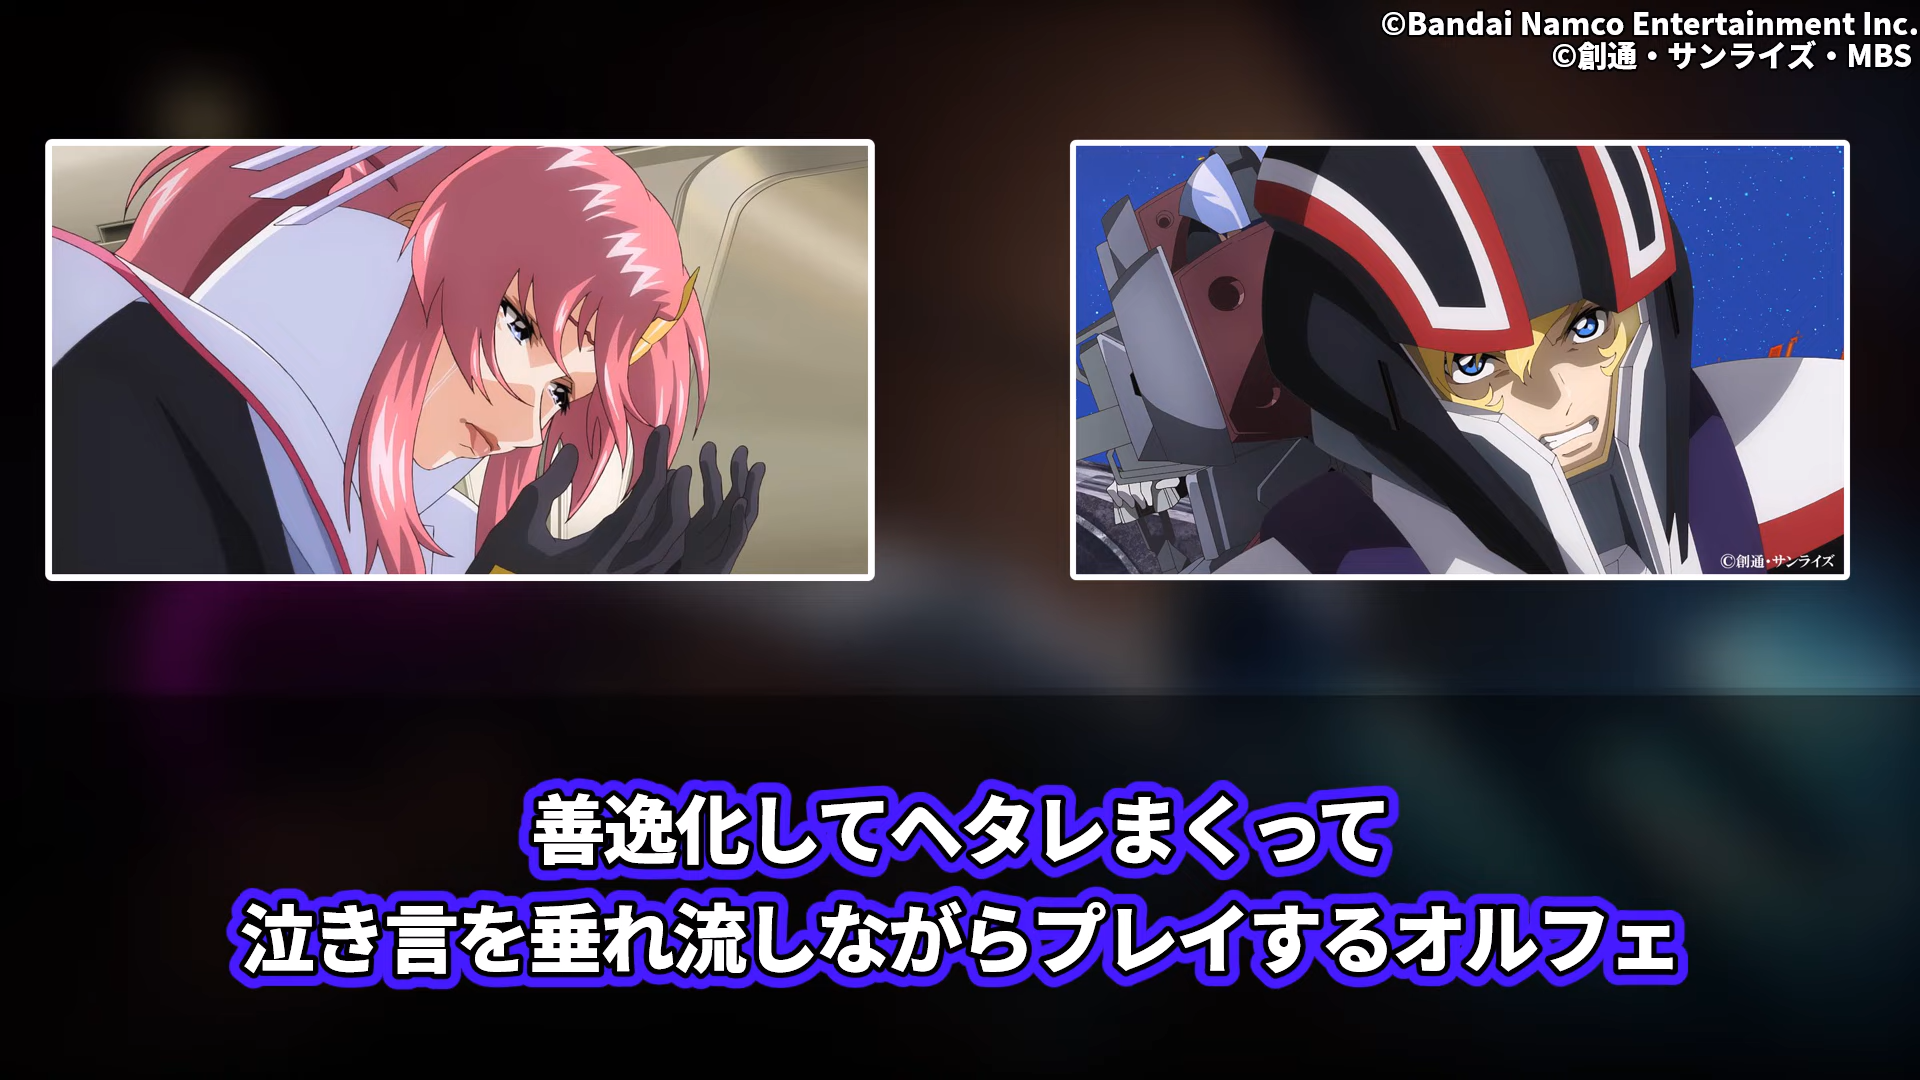 ©Bandai Namco Entertainment Inc.
©創通・サンライズ・MBS
©創通・サンライズ
善逸化してヘタレまくって
泣き言を垂れ流しながらプレイするオルフェ